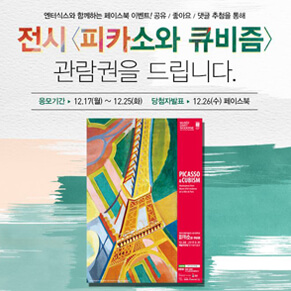 엔터식스와 함께하는 페이스북 이벤트! 공유 / 좋아요 / 댓글 추첨을 통해
전시〈피카소와 큐비즘〉
관람권을 드립니다.
응모기간 ▶ 12.17(월) ~ 12.25(화) 당첨자발표 ▶ 12.26(수) 페이스북
PICASSO
& CUBISM